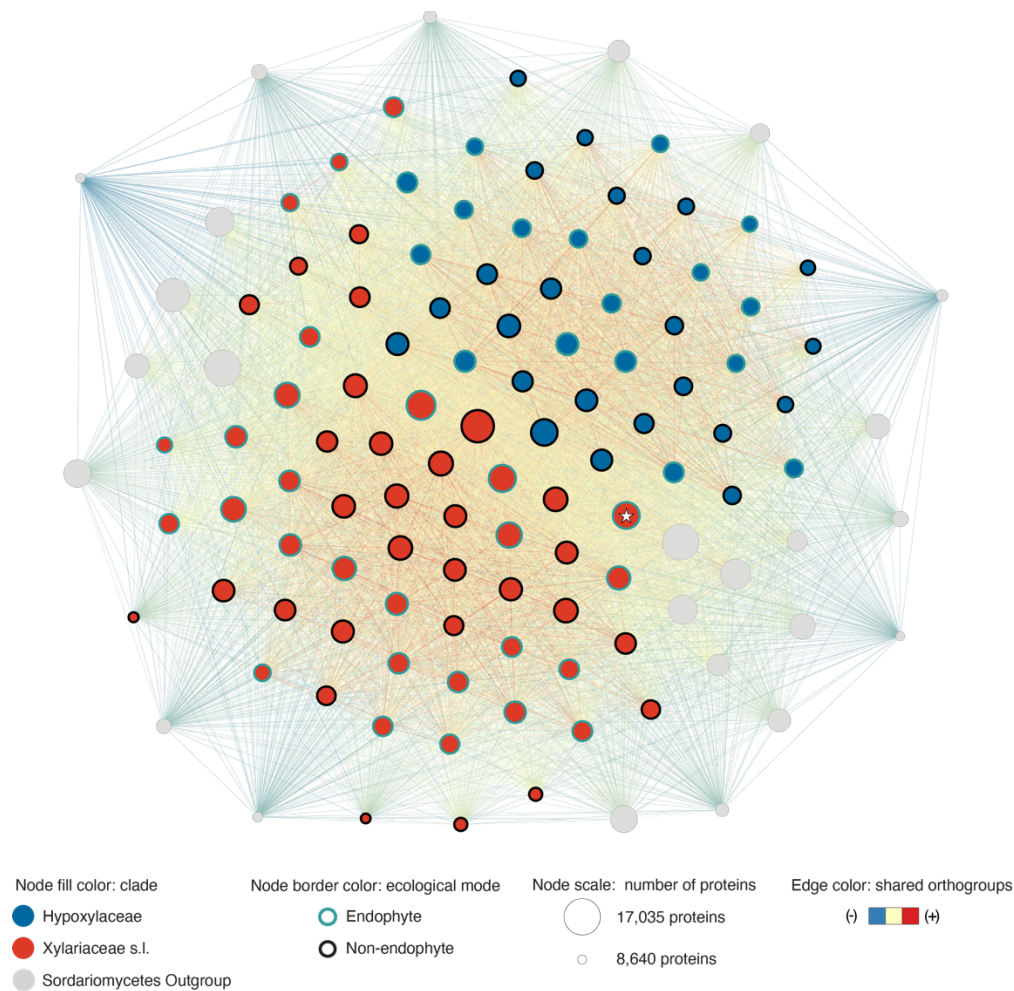 Node fill color: clade
Hypoxylaceae
Xylariaceae s.l.
Sordariomycetes Outgroup
Node border color: ecological mode
Endophyte
Non-endophyte
Node scale:  number of proteins
17,035 proteins
8,640 proteins
Edge color: shared orthogroups
(-) (+)